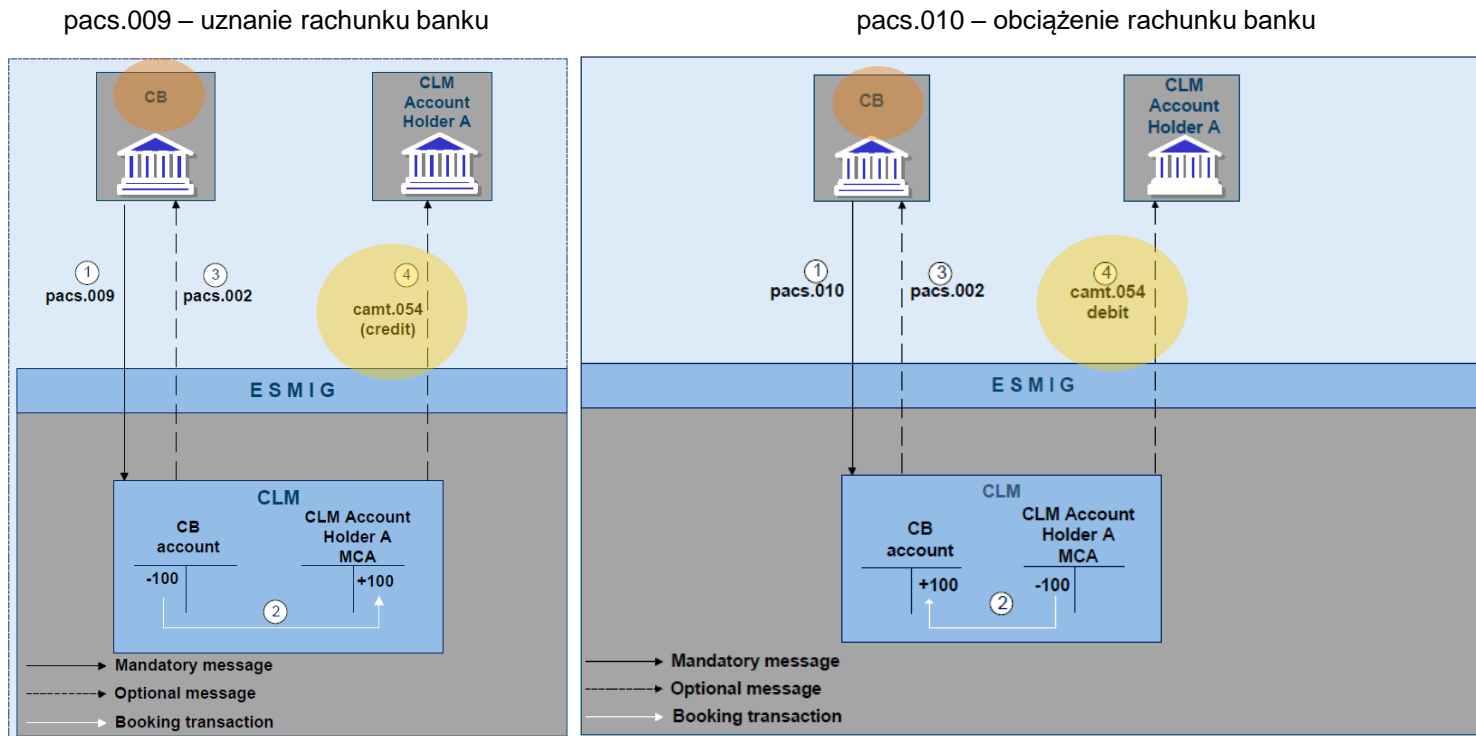 pacs.009 – uznanie rachunku banku
CB
CLM
Account
Holder A
1
pacs.009
3
pacs.002
4
camt.054
(credit)
E S M I G
CLM
CB
account
CLM Account
Holder A
MCA
-100
+100
2
Mandatory message
Optional message
Booking transaction
pacs.010 – obciążenie rachunku banku
CB
CLM
Account
Holder A
1
pacs.010
3
pacs.002
4
camt.054
debit
E S M I G
CLM
CB
account
CLM Account
Holder A
MCA
+100
-100
2
Mandatory message
Optional message
Booking transaction